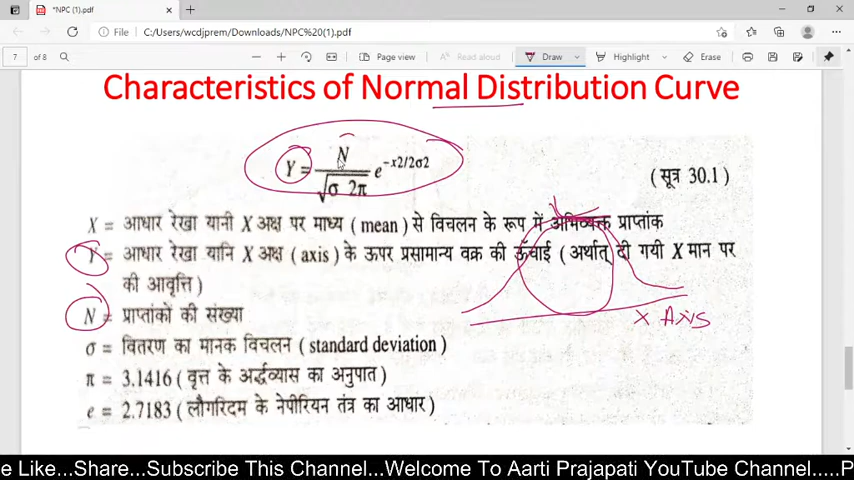 *NPC (1).pdf
File C:/Users/wcdjprem/Downloads/NPC%20(1).pdf
7 of 8 Page view Read aloud Draw Highlight Erase
Characteristics of Normal Distribution Curve
Y = N/√σ 2π e^-x2/2σ2 (सूत्र 30.1)
X = आधार रेखा यानी X अक्ष पर माध्य (mean) से विचलन के रूप में अभिव्यक्त प्राप्तांक
Y = आधार रेखा यानि X अक्ष (axis) के ऊपर प्रसामान्य वक्र की ऊँचाई (अर्थात् दी गयी X मान पर
की आवृत्ति)
N = प्राप्तांकों की संख्या
X AXIS
σ = वितरण का मानक विचलन (standard deviation)
π = 3.1416 (वृत्त के अर्द्धव्यास का अनुपात)
e = 2.7183 (लौगरिदम के नेपीरियन तंत्र का आधार)
e Like...Share...Subscribe This Channel...Welcome To Aarti Prajapati YouTube Channel...P